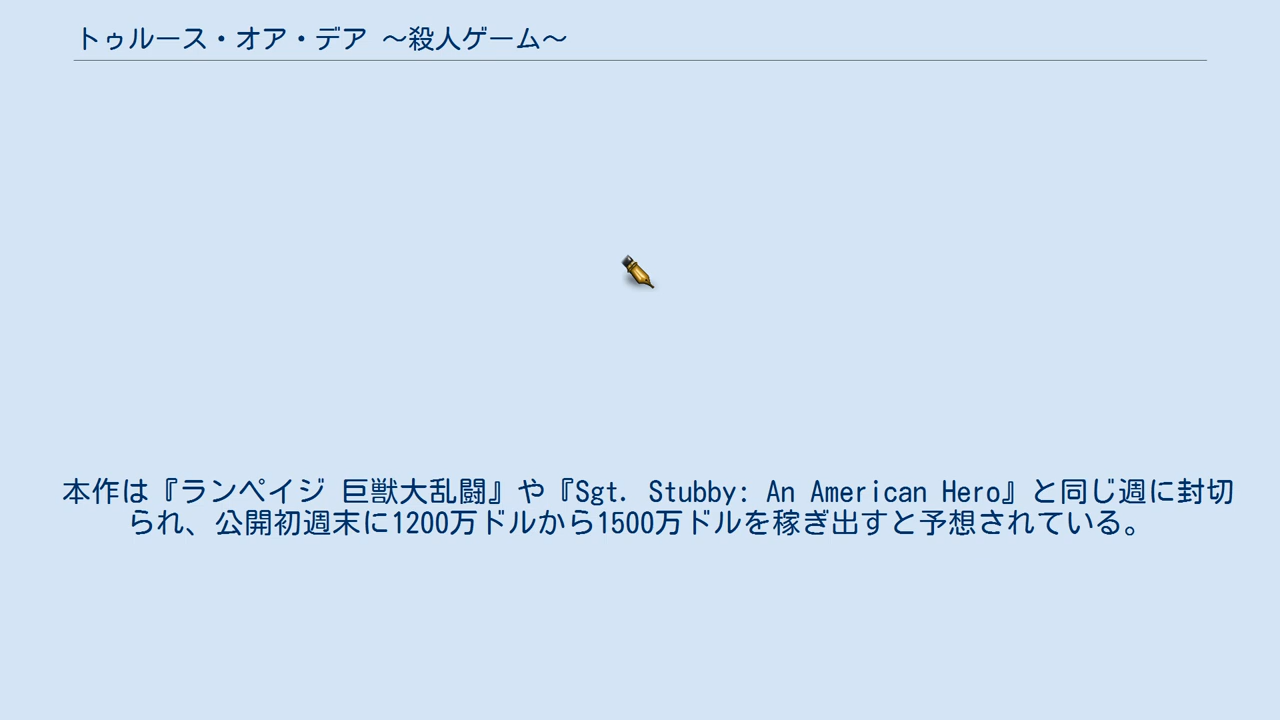 トゥルース・オア・デア ～殺人ゲーム～
本作は『ランペイジ 巨獣大乱闘』や『Sgt. Stubby: An American Hero』と同じ週に封切
られ、公開初週末に1200万ドルから1500万ドルを稼ぎ出すと予想されている。